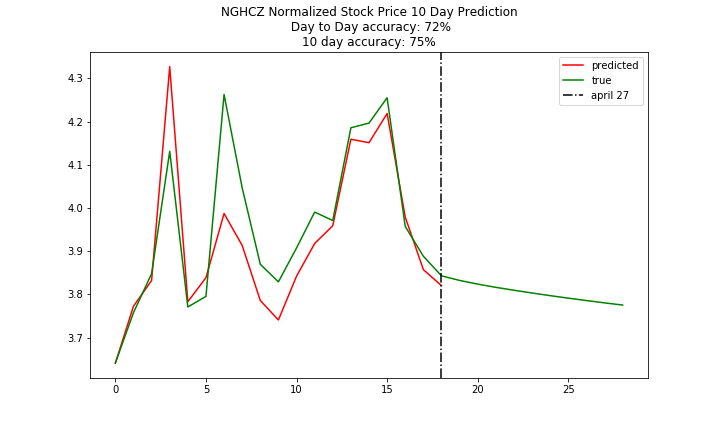 NGHCZ Normalized Stock Price 10 Day Prediction
Day to Day accuracy: 72%
10 day accuracy: 75%
predicted
true
april 27
4.3
4.2
4.1
4.0
3.9
3.8
3.7
0 5 10 15 20 25